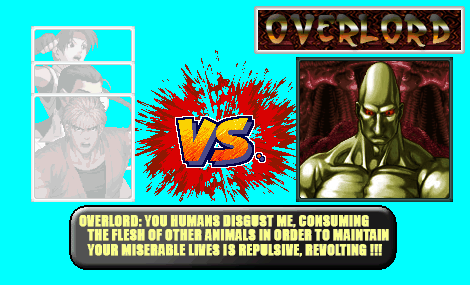 OVERLORD
VS.
OVERLORD: YOU HUMANS DISGUST ME, CONSUMING
THE FLESH OF OTHER ANIMALS IN ORDER TO MAINTAIN
YOUR MISERABLE LIVES IS REPULSIVE, REVOLTING !!!